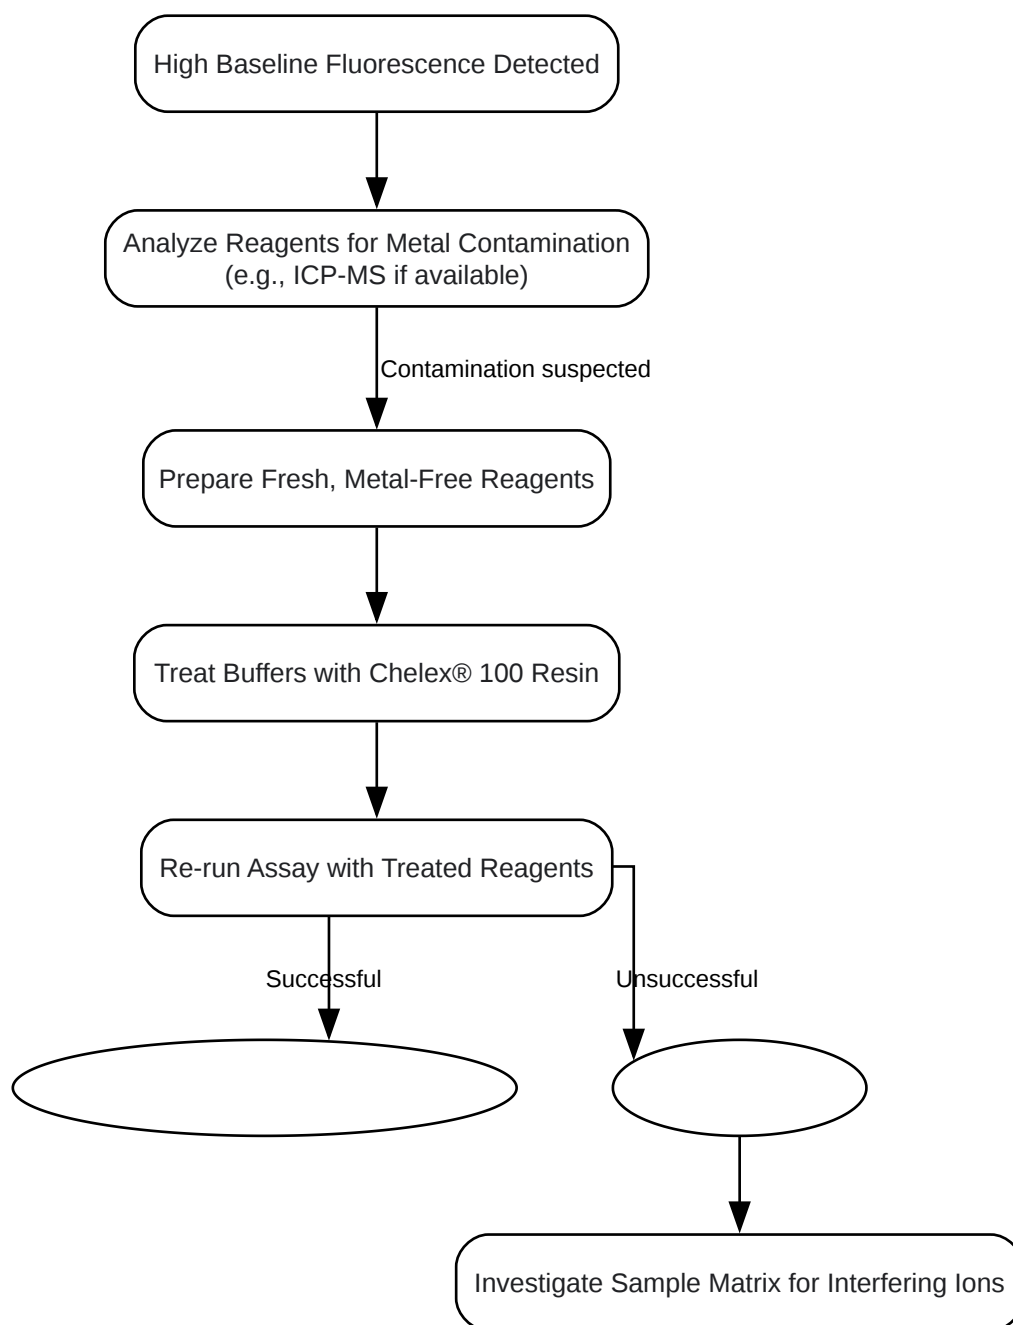 High Baseline Fluorescence Detected
Analyze Reagents for Metal Contamination
(e.g., ICP-MS if available)
Contamination suspected
Prepare Fresh, Metal-Free Reagents
Treat Buffers with Chelex® 100 Resin
Re-run Assay with Treated Reagents
Successful
Unsuccessful
Investigate Sample Matrix for Interfering Ions